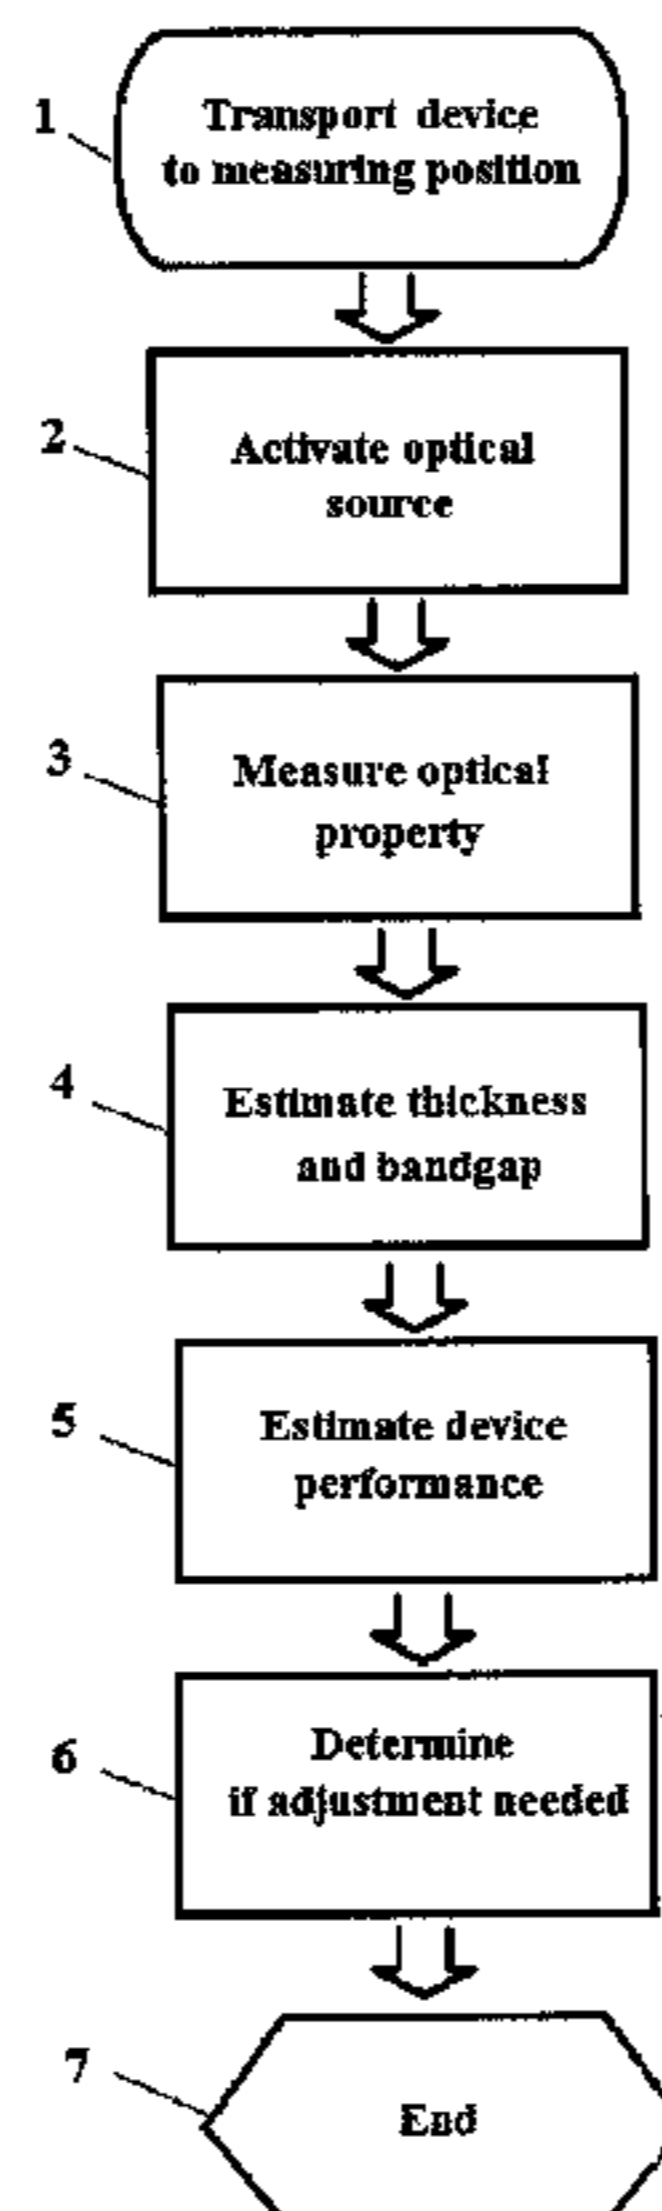 1
Transport device
to measuring position
2
Activate optical
source
3
Measure optical
property
4
Estimate thickness
and bandgap
5
Estimate device
performance
6
Determine
if adjustment needed
7
End